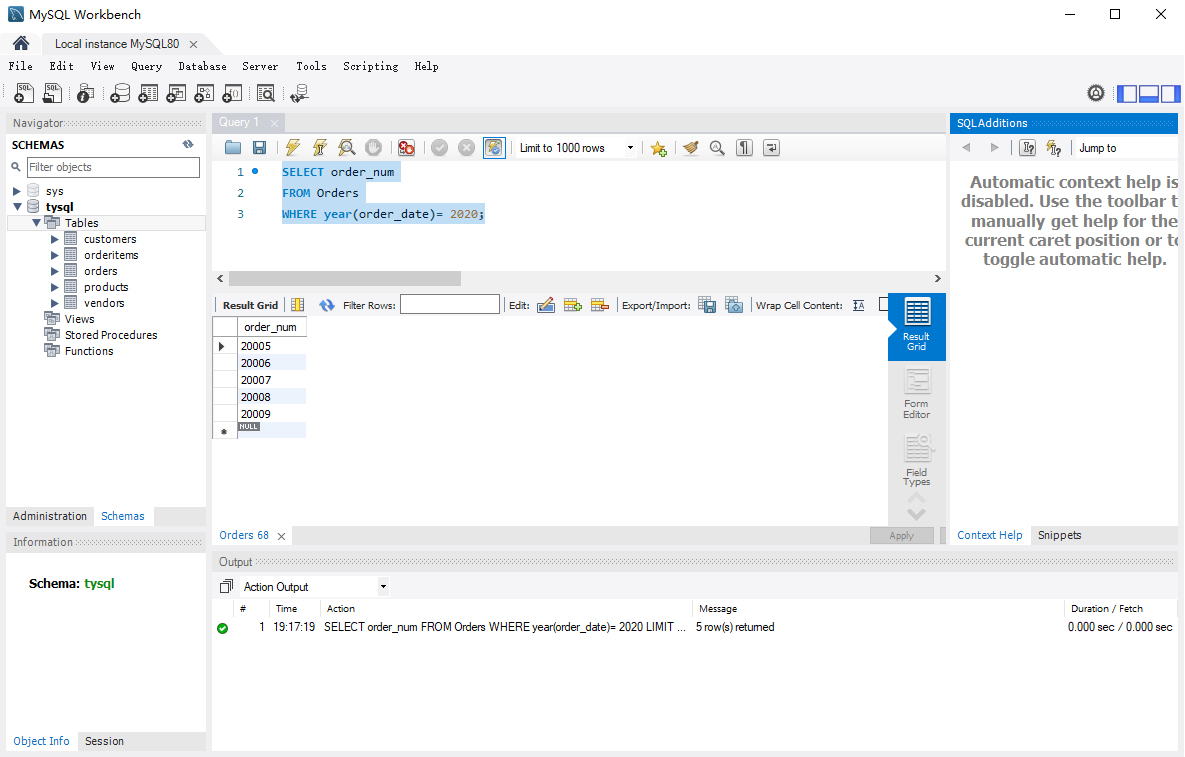 MySQL Workbench
Local instance MySQL80
File Edit View Query Database Server Tools Scripting Help
Navigator
SCHEMAS
Filter objects
sys
tysql
Tables
customers
orderitems
orders
products
vendors
Views
Stored Procedures
Functions
Administration Schemas
Information
Schema: tysql
Object Info Session
Query 1
Limit to 1000 rows
1 SELECT order_num
2 FROM Orders
3 WHERE year(order_date)= 2020;
Result Grid Filter Rows: Edit: Export/Import: Wrap Cell Content:
order_num
20005
20006
20007
20008
20009
NULL
Result
Grid
Form
Editor
Field
Types
Orders 68
Apply
SQLAdditions
Jump to
Automatic context help is
disabled. Use the toolbar t
manually get help for the
current caret position or to
toggle automatic help.
Context Help Snippets
Output
Action Output
# Time Action Message Duration / Fetch
1 19:17:19 SELECT order_num FROM Orders WHERE year(order_date)= 2020 LIMIT ... 5 row(s) returned 0.000 sec / 0.000 sec